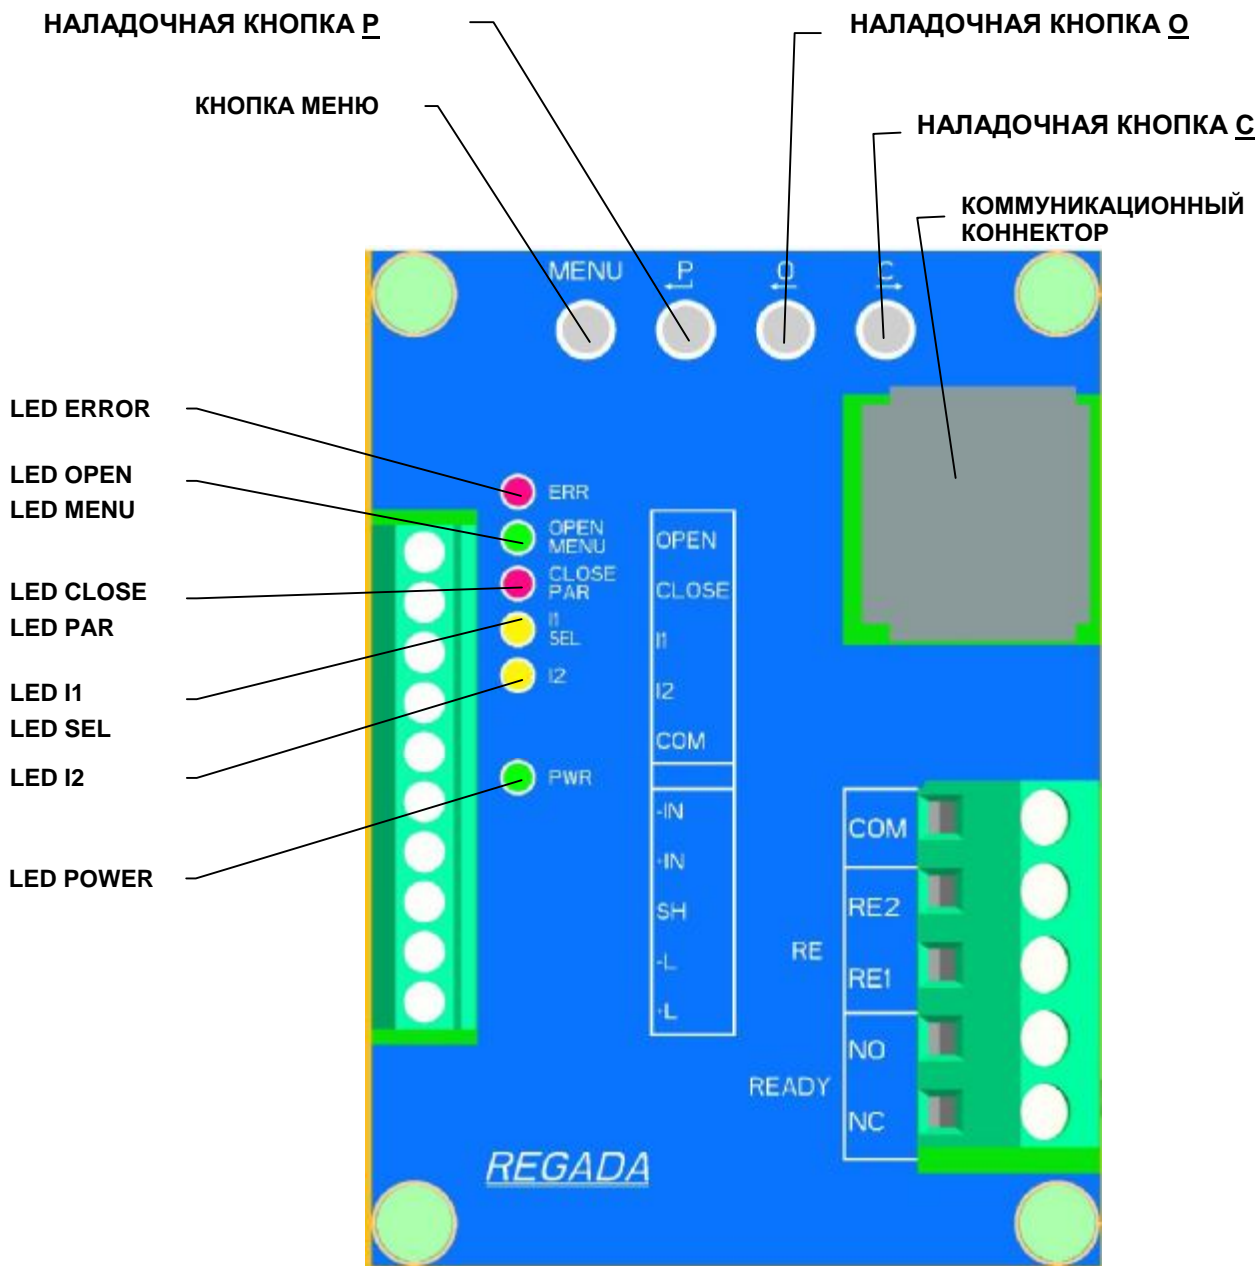 НАЛАДОЧНАЯ КНОПКА P
НАЛАДОЧНАЯ КНОПКА O
КНОПКА МЕНЮ
НАЛАДОЧНАЯ КНОПКА C
КОММУНИКАЦИОННЫЙ
КОННЕКТОР
MENU
P
O
C
LED ERROR
LED OPEN
LED MENU
LED CLOSE
LED PAR
LED I1
LED SEL
LED I2
LED POWER
ERR
OPEN
MENU
CLOSE
PAR
I1
SEL
I2
PWR
OPEN
CLOSE
I1
I2
COM
-IN
-IN
SH
-L
-L
COM
RE2
RE
RE1
NO
READY
NC
REGADA